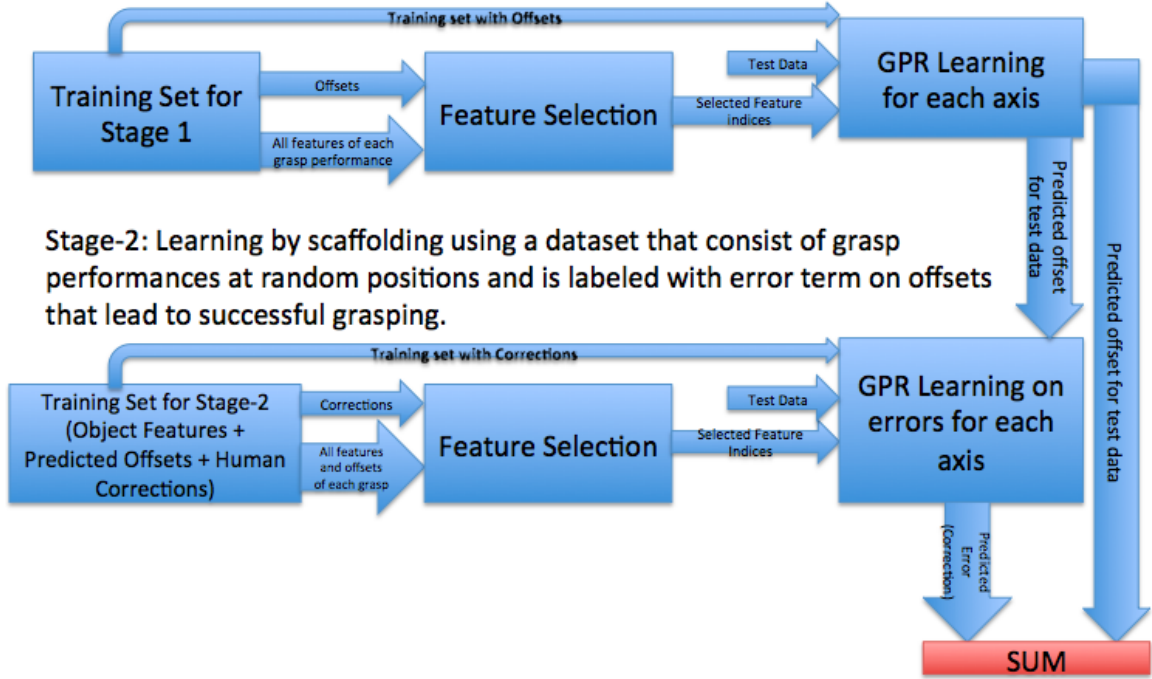 Training set with Offsets
Training Set for
Stage 1
Offsets
All features of each
grasp performance
Feature Selection
Test Data
Selected Feature
indices
GPR Learning
for each axis
Predicted offset
for test data
Predicted offset for test data
Stage-2: Learning by scaffolding using a dataset that consist of grasp
performances at random positions and is labeled with error term on offsets
that lead to successful grasping.
Training set with Corrections
Training Set for Stage-2
(Object Features +
Predicted Offsets + Human
Corrections)
Corrections
All features
and offsets
of each grasp
Feature Selection
Test Data
Selected Feature
Indices
GPR Learning on
errors for each
axis
Predicted
Error
(Correction)
SUM